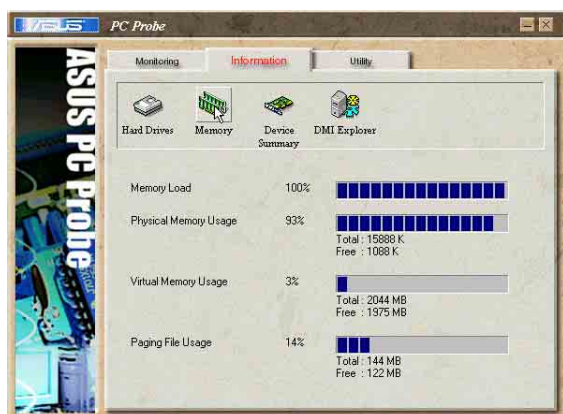 ASUS PC Probe
Monitoring Information Utility
Hard Drives Memory Device Summary DMI Explorer
Memory Load 100%
Physical Memory Usage 93%
Total : 15888 K
Free : 1088 K
Virtual Memory Usage 3%
Total : 2044 MB
Free : 1975 MB
Paging File Usage 14%
Total : 144 MB
Free : 122 MB
ASUS PC Probe